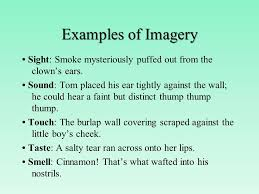 Examples of Imagery
• Sight: Smoke mysteriously puffed out from the
clown's ears.
• Sound: Tom placed his ear tightly against the wall;
he could hear a faint but distinct thump thump
thump.
• Touch: The burlap wall covering scraped against the
little boy's cheek.
• Taste: A salty tear ran across onto her lips.
• Smell: Cinnamon! That's what wafted into his
nostrils.